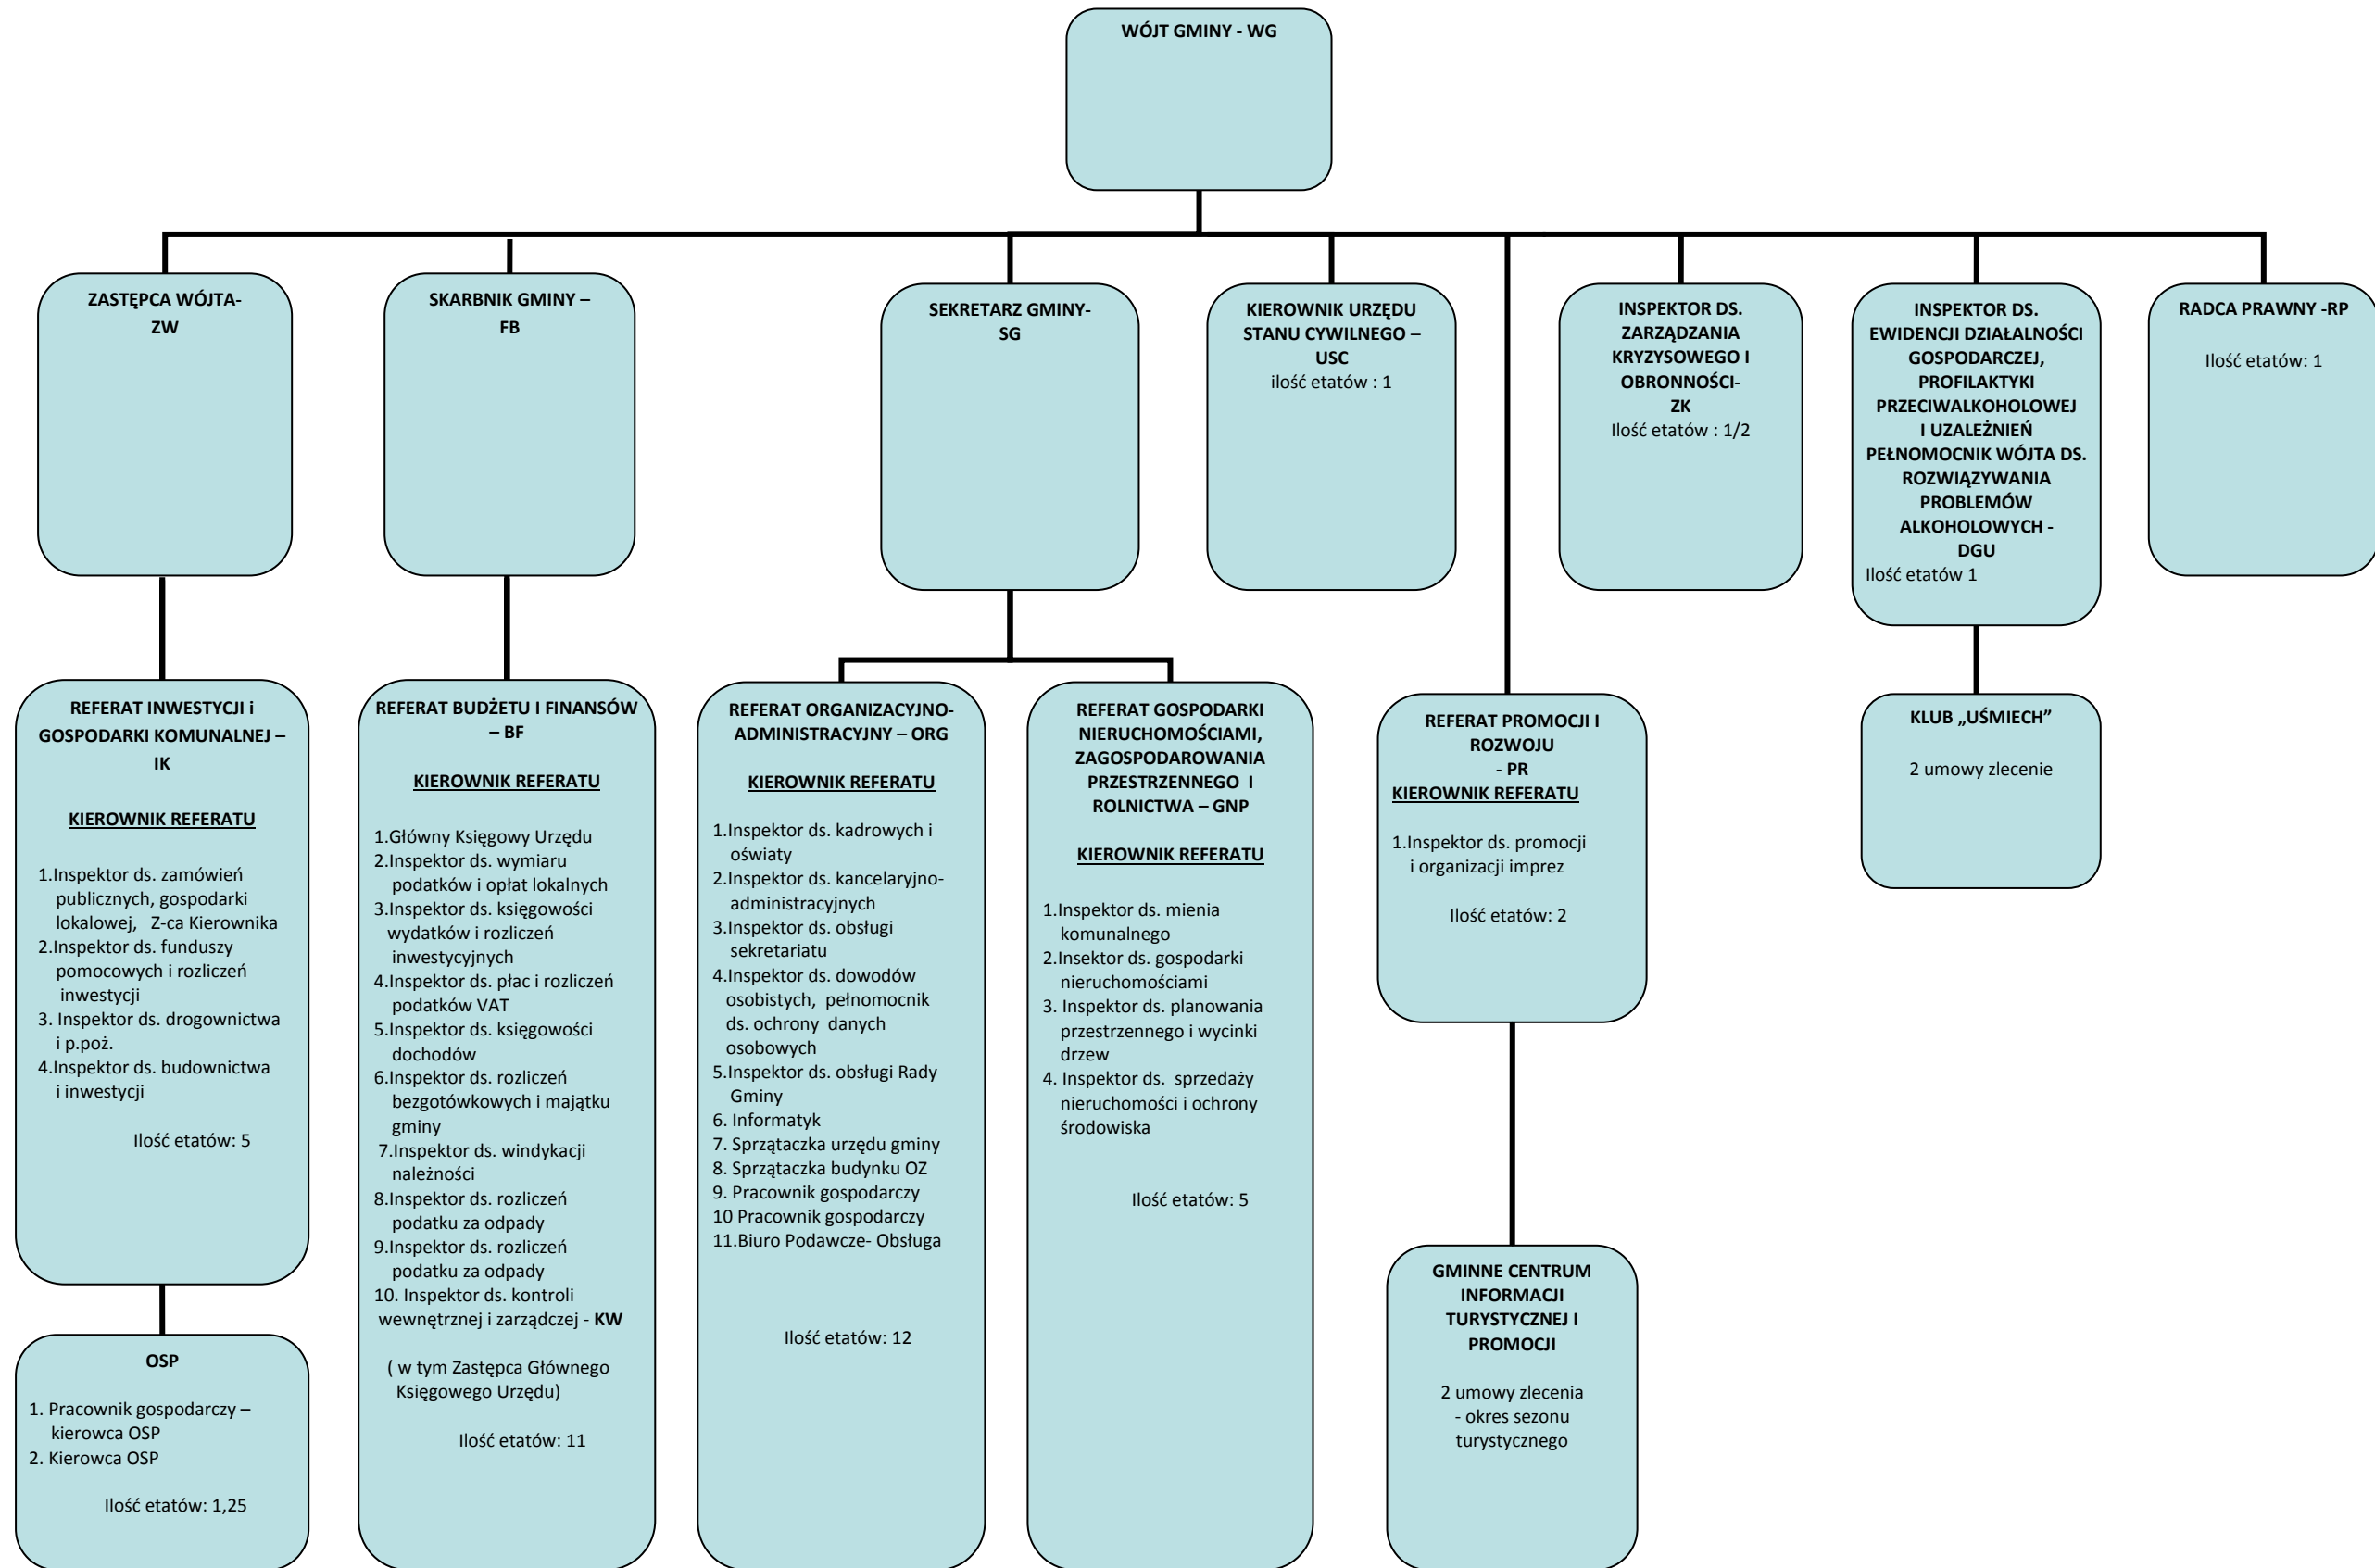 WÓJT GMINY - WG
ZASTĘPCA WÓJTA-
ZW
SKARBNIK GMINY –
FB
SEKRETARZ GMINY-
SG
KIEROWNIK URZĘDU
STANU CYWILNEGO –
USC
ilość etatów : 1
INSPEKTOR DS.
ZARZĄDZANIA
KRYZYSOWEGO I
OBRONNOŚCI-
ZK
Ilość etatów : 1/2
INSPEKTOR DS.
EWIDENCJI DZIAŁALNOŚCI
GOSPODARCZEJ,
PROFILAKTYKI
PRZECIWALKOHOLOWEJ
I UZALEŻNIEŃ
PEŁNOMOCNIK WÓJTA DS.
ROZWIĄZYWANIA
PROBLEMÓW
ALKOHOLOWYCH -
DGU
Ilość etatów 1
RADCA PRAWNY -RP
Ilość etatów: 1
REFERAT INWESTYCJI i
GOSPODARKI KOMUNALNEJ –
IK
KIEROWNIK REFERATU
1.Inspektor ds. zamówień
publicznych, gospodarki
lokalowej, Z-ca Kierownika
2.Inspektor ds. funduszy
pomocowych i rozliczeń
inwestycji
3. Inspektor ds. drogownictwa
i p.poż.
4.Inspektor ds. budownictwa
i inwestycji
Ilość etatów: 5
REFERAT BUDŻETU I FINANSÓW
– BF
KIEROWNIK REFERATU
1.Główny Księgowy Urzędu
2.Inspektor ds. wymiaru
podatków i opłat lokalnych
3.Inspektor ds. księgowości
wydatków i rozliczeń
inwestycyjnych
4.Inspektor ds. płac i rozliczeń
podatków VAT
5.Inspektor ds. księgowości
dochodów
6.Inspektor ds. rozliczeń
bezgotówkowych i majątku
gminy
7.Inspektor ds. windykacji
należności
8.Inspektor ds. rozliczeń
podatku za odpady
9.Inspektor ds. rozliczeń
podatku za odpady
10. Inspektor ds. kontroli
wewnętrznej i zarządczej - KW
( w tym Zastępca Głównego
Księgowego Urzędu)
Ilość etatów: 11
REFERAT ORGANIZACYJNO-
ADMINISTRACYJNY – ORG
KIEROWNIK REFERATU
1.Inspektor ds. kadrowych i
oświaty
2.Inspektor ds. kancelaryjno-
administracyjnych
3.Inspektor ds. obsługi
sekretariatu
4.Inspektor ds. dowodów
osobistych, pełnomocnik
ds. ochrony danych
osobowych
5.Inspektor ds. obsługi Rady
Gminy
6. Informatyk
7. Sprzątaczka urzędu gminy
8. Sprzątaczka budynku OZ
9. Pracownik gospodarczy
10 Pracownik gospodarczy
11.Biuro Podawcze- Obsługa
Ilość etatów: 12
REFERAT GOSPODARKI
NIERUCHOMOŚCIAMI,
ZAGOSPODAROWANIA
PRZESTRZENNEGO I
ROLNICTWA – GNP
KIEROWNIK REFERATU
1.Inspektor ds. mienia
komunalnego
2.Insektor ds. gospodarki
nieruchomościami
3. Inspektor ds. planowania
przestrzennego i wycinki
drzew
4. Inspektor ds. sprzedaży
nieruchomości i ochrony
środowiska
Ilość etatów: 5
REFERAT PROMOCJI I
ROZWOJU
- PR
KIEROWNIK REFERATU
1.Inspektor ds. promocji
i organizacji imprez
Ilość etatów: 2
KLUB „UŚMIECH”
2 umowy zlecenie
OSP
1. Pracownik gospodarczy –
kierowca OSP
2. Kierowca OSP
Ilość etatów: 1,25
GMINNE CENTRUM
INFORMACJI
TURYSTYCZNEJ I
PROMOCJI
2 umowy zlecenia
- okres sezonu
turystycznego